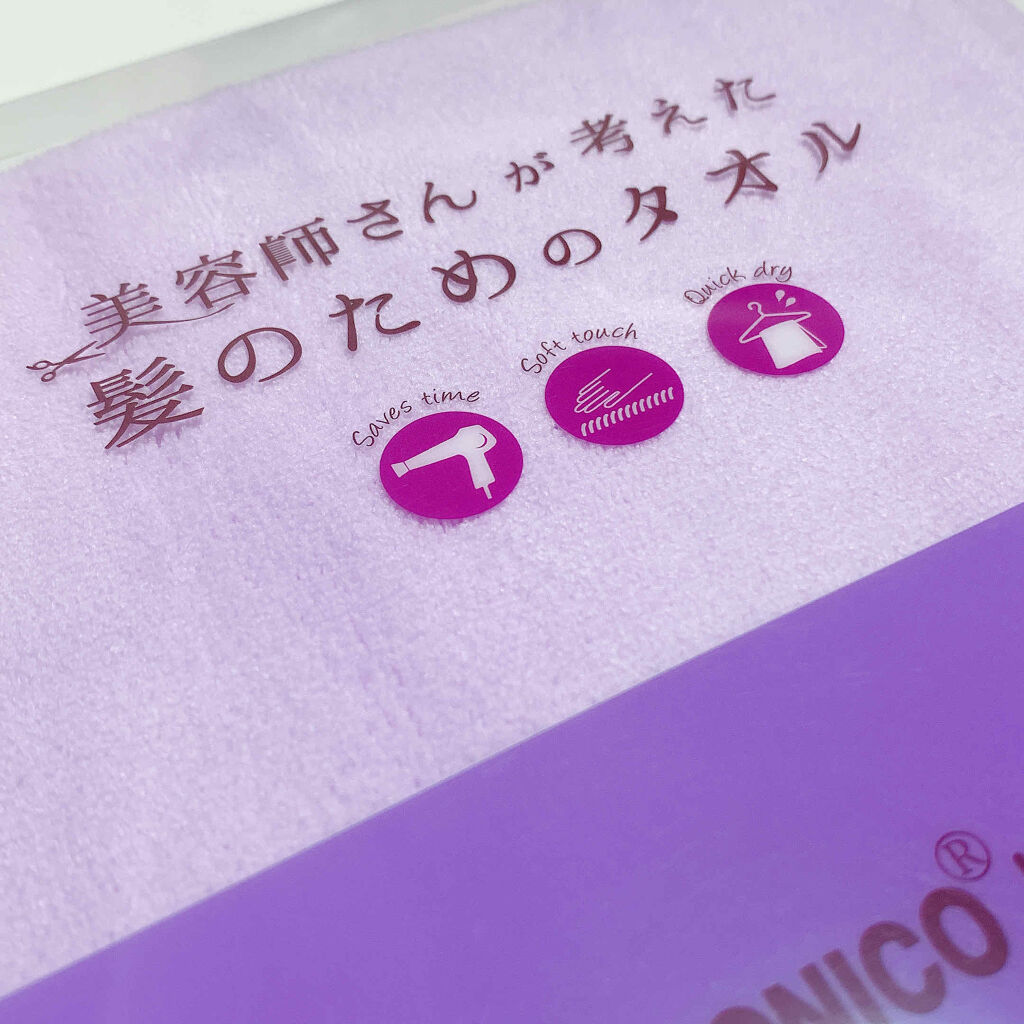 美容師さんが考えた
髪のためのタオル
Saves time
Soft touch
Quick dry
ONICO®